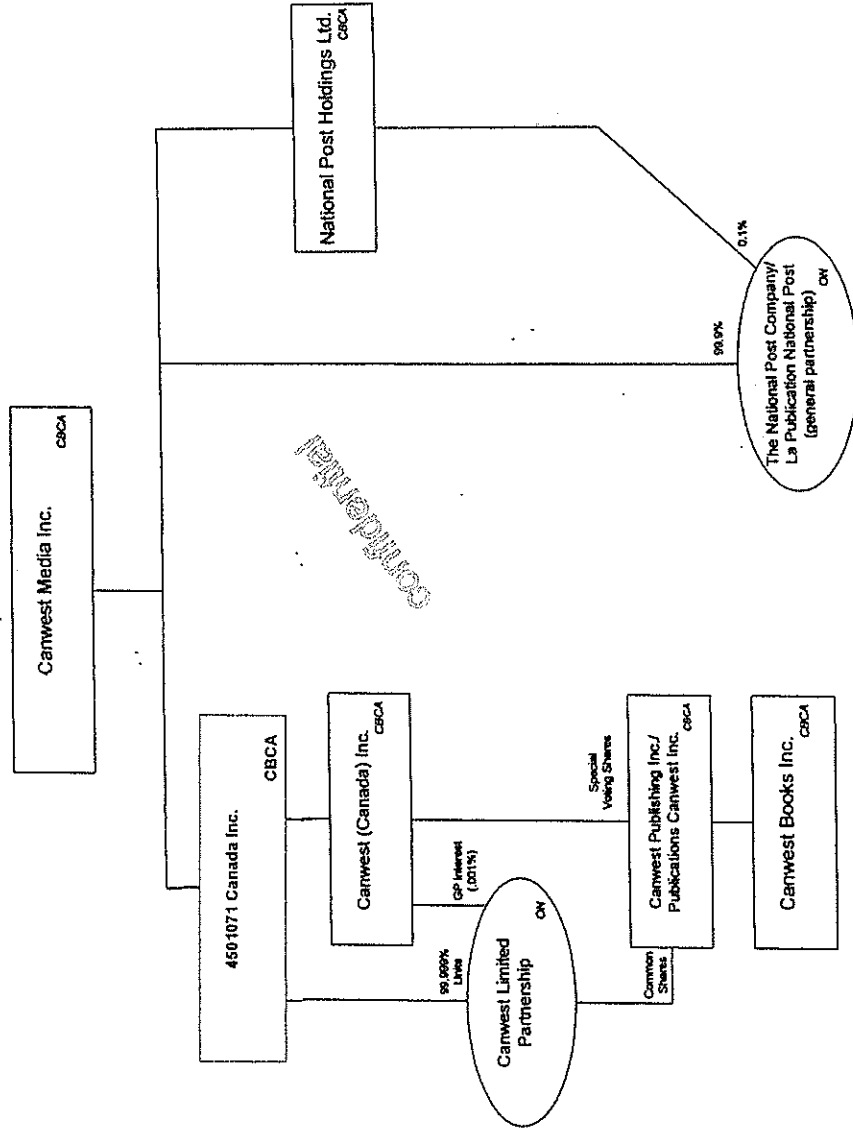 Canwest Media Inc.
CBCA
4501071 Canada Inc.
CBCA
National Post Holdings Ltd.
CBCA
Canwest (Canada) Inc.
CBCA
99.999%
Units
GP Interest
(.001%)
Canwest Limited
Partnership
ON
Special
Voting Shares
Common
Shares
Canwest Publishing Inc./
Publications Canwest Inc.
CBCA
Canwest Books Inc.
CBCA
confidential
99.9%
0.1%
The National Post Company/
La Publication National Post
(general partnership)
ON